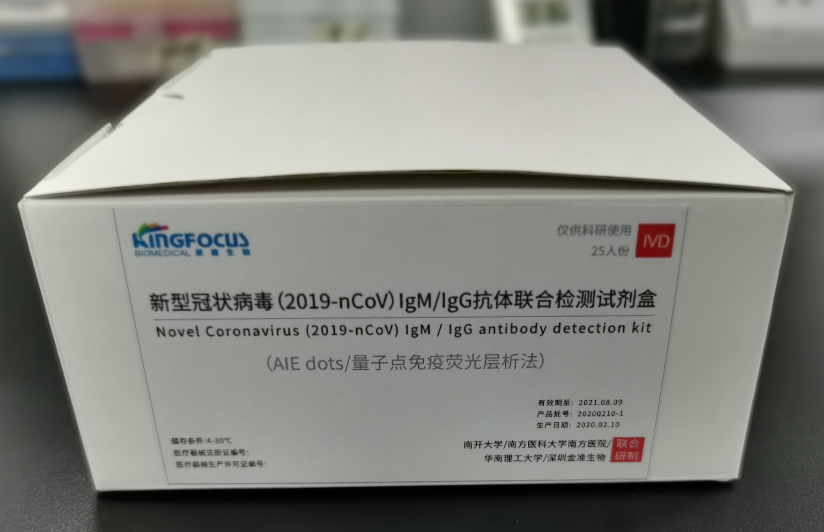 KINGFOCUS
BIOMEDICAL 金准生物
仅供科研使用
25人份
IVD
新型冠状病毒(2019-nCoV)IgM/IgG抗体联合检测试剂盒
Novel Coronavirus (2019-nCoV) IgM / IgG antibody detection kit
(AIE dots/量子点免疫荧光层析法)
有效期至: 2021.08.09
产品批号: 20200210-1
生产日期: 2020.02.10
储存条件:4-30℃
医疗器械注册证编号:
医疗器械生产许可证编号:
南开大学/南方医科大学南方医院/
华南理工大学/深圳金准生物
联合
研制